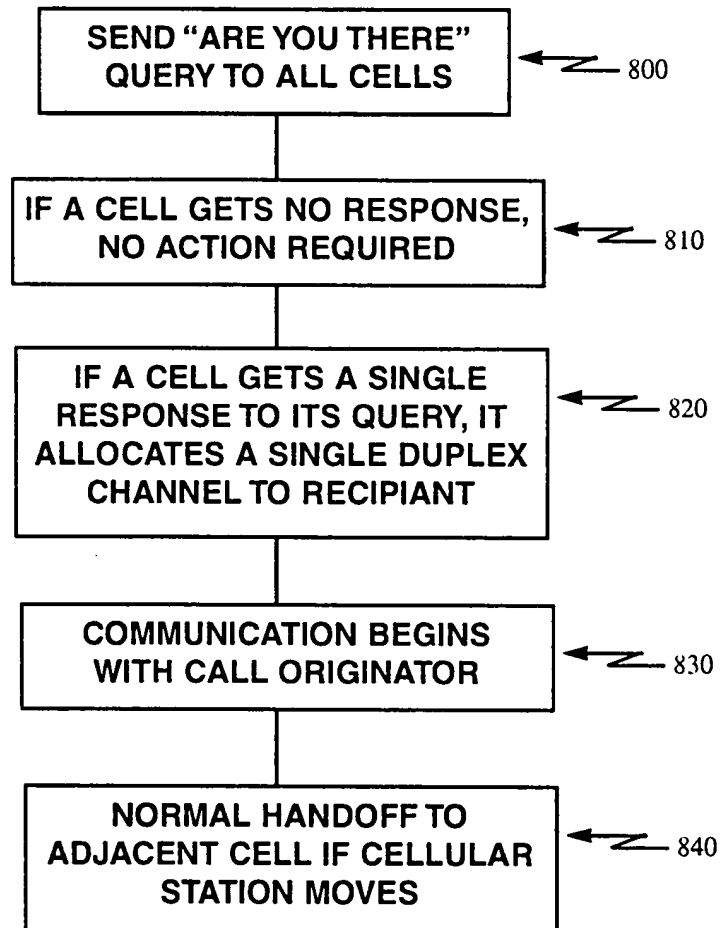 SEND “ARE YOU THERE”
QUERY TO ALL CELLS
800
IF A CELL GETS NO RESPONSE,
NO ACTION REQUIRED
810
IF A CELL GETS A SINGLE
RESPONSE TO ITS QUERY, IT
ALLOCATES A SINGLE DUPLEX
CHANNEL TO RECIPIANT
820
COMMUNICATION BEGINS
WITH CALL ORIGINATOR
830
NORMAL HANDOFF TO
ADJACENT CELL IF CELLULAR
STATION MOVES
840